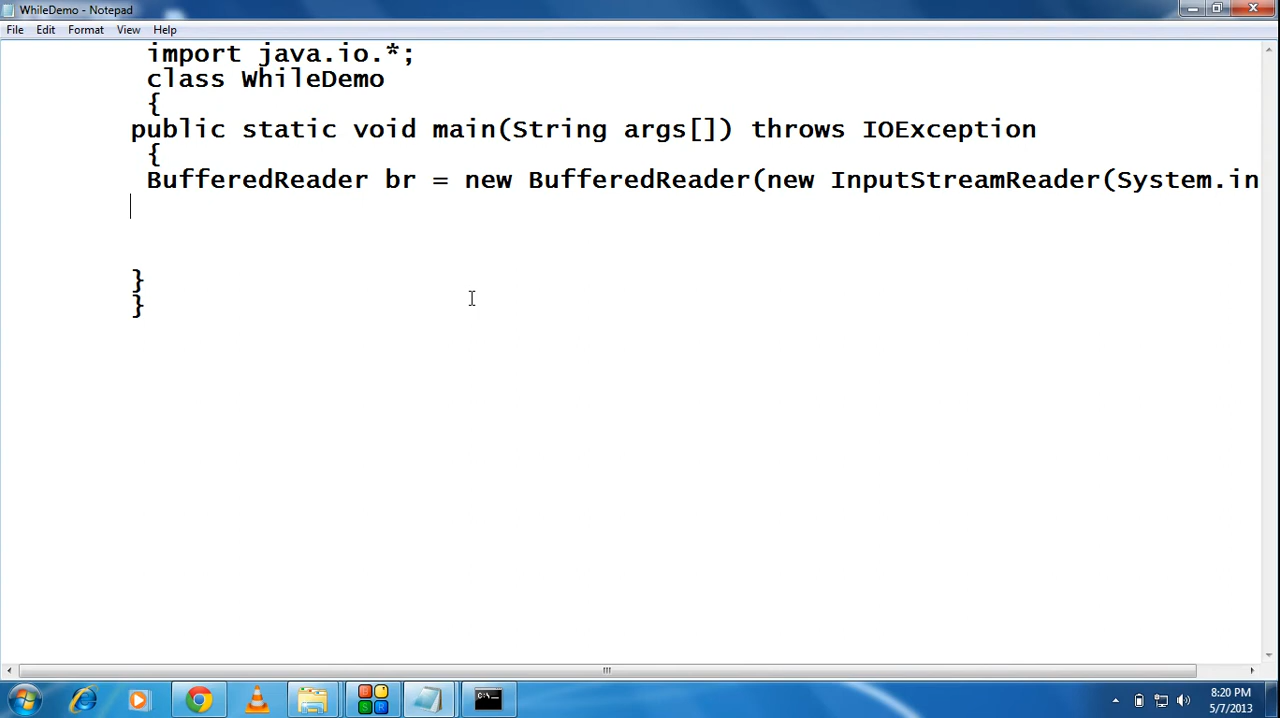 WhileDemo - Notepad
File Edit Format View Help
import java.io.*;
class WhileDemo
{
public static void main(String args[]) throws IOException
{
BufferedReader br = new BufferedReader(new InputStreamReader(System.in
}
}
C:\_
8:20 PM
5/7/2013